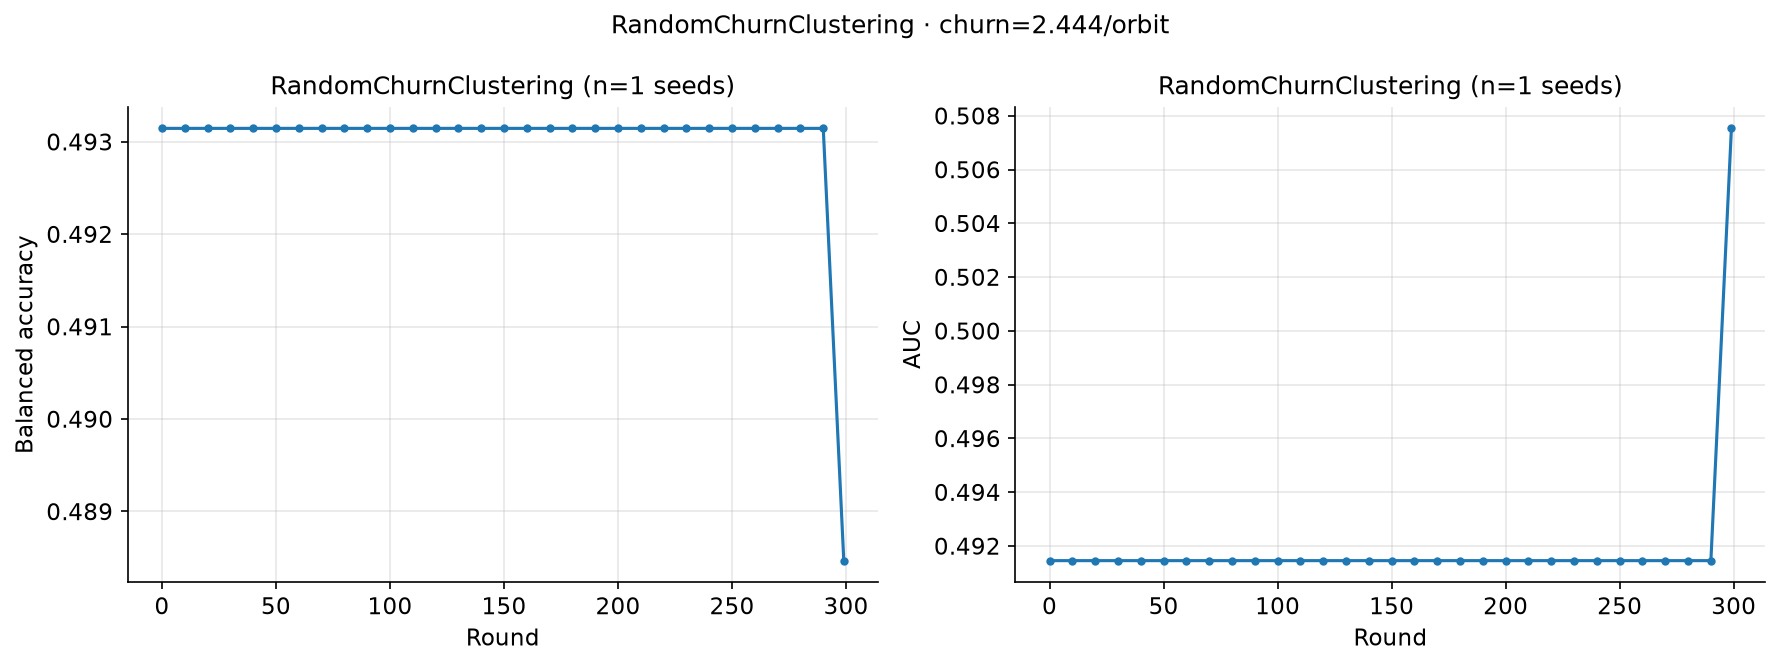 RandomChurnClustering · churn=2.444/orbit
RandomChurnClustering (n=1 seeds)
0.493
0.492
0.491
0.490
0.489
Balanced accuracy
0 50 100 150 200 250 300
Round
RandomChurnClustering (n=1 seeds)
0.508
0.506
0.504
0.502
0.500
0.498
0.496
0.494
0.492
AUC
0 50 100 150 200 250 300
Round